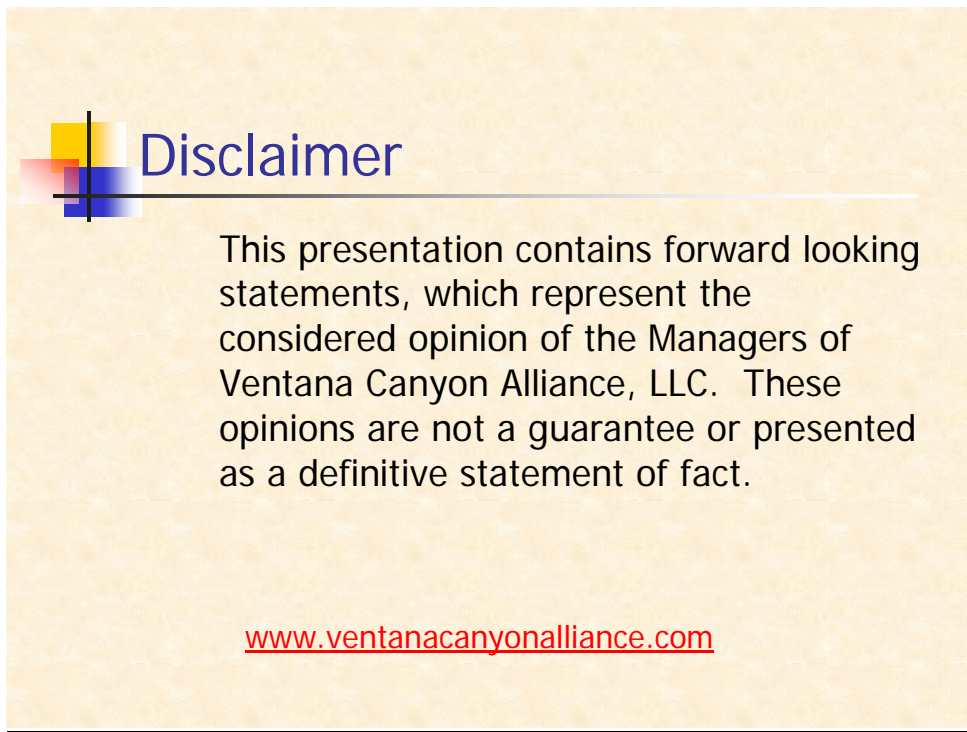 Disclaimer
This presentation contains forward looking
statements, which represent the
considered opinion of the Managers of
Ventana Canyon Alliance, LLC.  These
opinions are not a guarantee or presented
as a definitive statement of fact.
www.ventanacanyonalliance.com